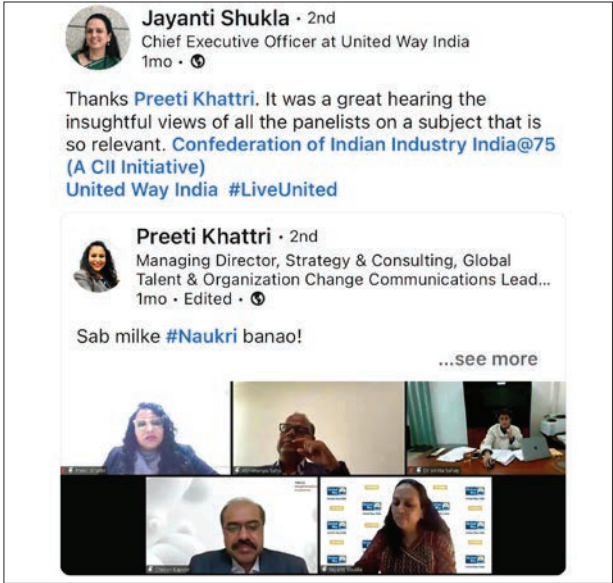 Jayanti Shukla · 2nd
Chief Executive Officer at United Way India
1mo ·
Thanks Preeti Khattri. It was a great hearing the
insughtful views of all the panelists on a subject that is
so relevant. Confederation of Indian Industry India@75
(A CII Initiative)
United Way India #LiveUnited
Preeti Khattri · 2nd
Managing Director, Strategy & Consulting, Global
Talent & Organization Change Communications Lead...
1mo · Edited ·
Sab milke #Naukri banao!
...see more
Jayanti Shukla